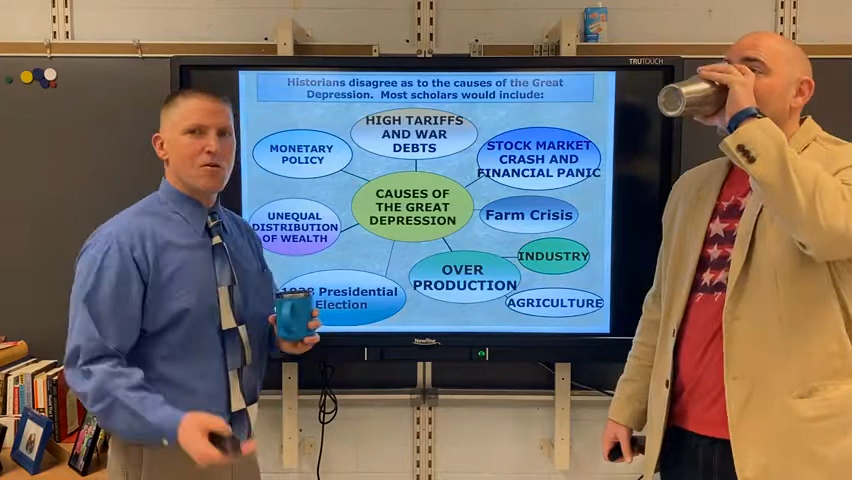 TRUTOUCH
Historians disagree as to the causes of the Great
Depression. Most scholars would include:
HIGH TARIFFS
AND WAR
DEBTS
MONETARY
POLICY
STOCK MARKET
CRASH AND
FINANCIAL PANIC
CAUSES OF
THE GREAT
DEPRESSION
UNEQUAL
DISTRIBUTION
OF WEALTH
Farm Crisis
INDUSTRY
OVER
PRODUCTION
1928 Presidential
Election
AGRICULTURE
Newline